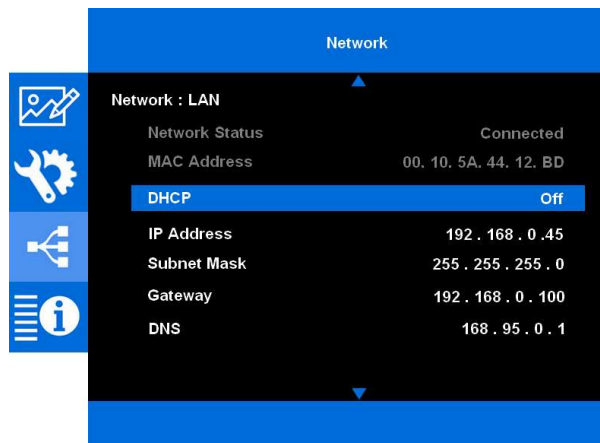 Network
Network : LAN
Network Status Connected
MAC Address 00. 10. 5A. 44. 12. BD
DHCP Off
IP Address 192 . 168 . 0 .45
Subnet Mask 255 . 255 . 255 . 0
Gateway 192 . 168 . 0 . 100
DNS 168 . 95 . 0 . 1